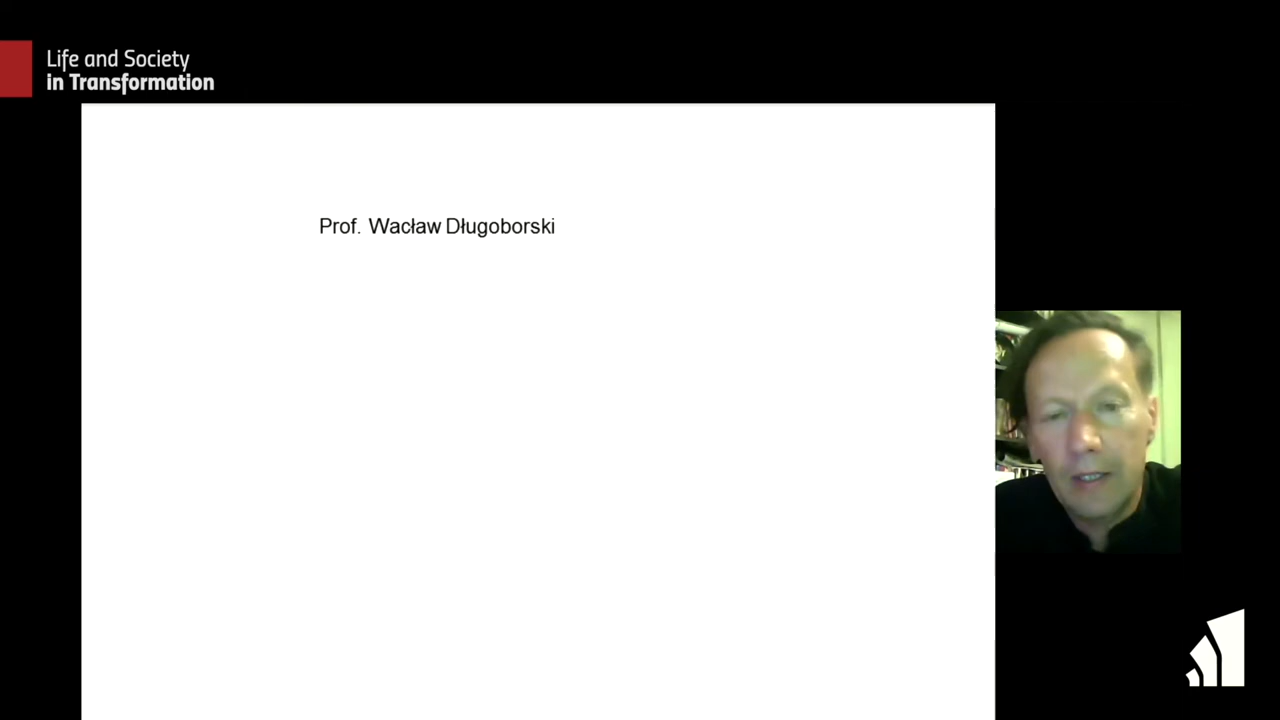 Life and Society
in Transformation
Prof. Wacław Długoborski